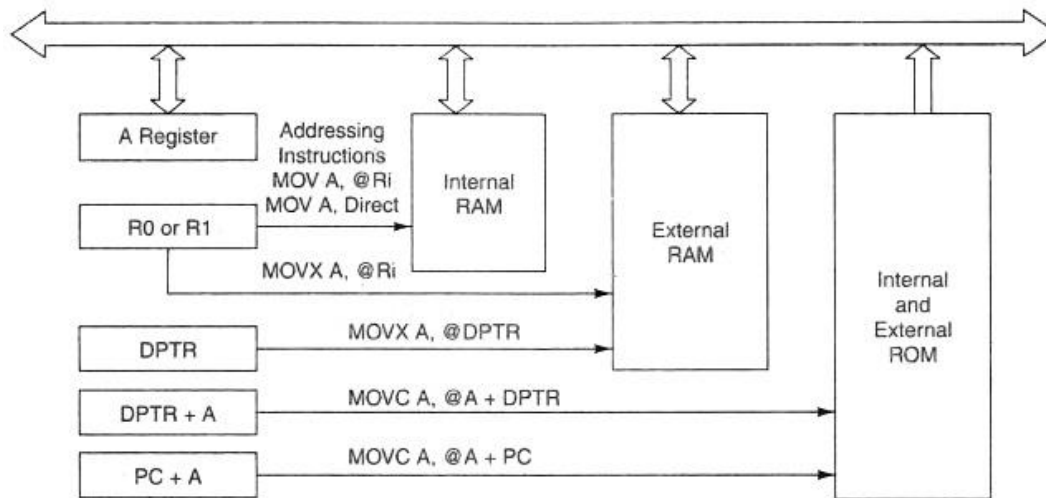 A Register
Addressing
Instructions
MOV A, @Ri
MOV A, Direct
Internal
RAM
R0 or R1
External
RAM
MOVX A, @Ri
Internal
and
External
ROM
MOVX A, @DPTR
DPTR
MOVC A, @A + DPTR
DPTR + A
MOVC A, @A + PC
PC + A